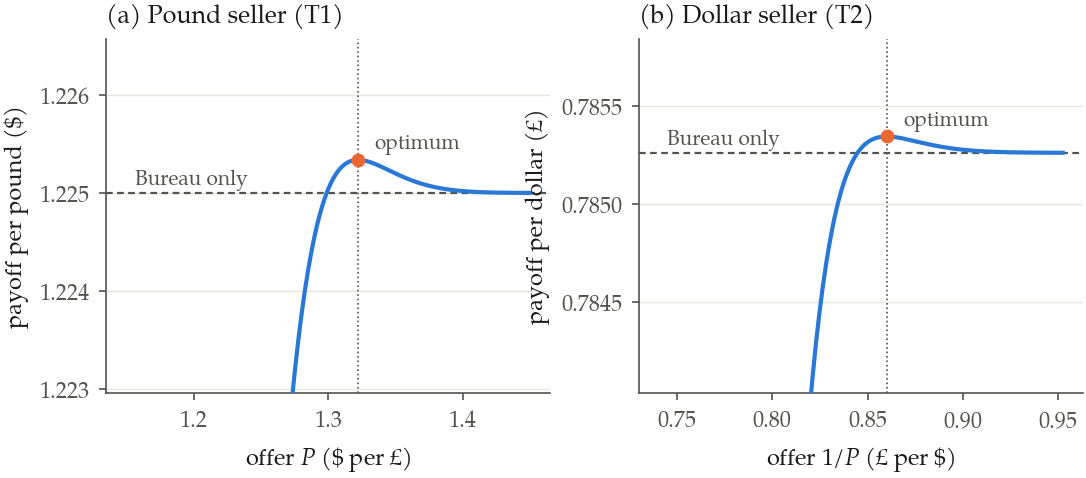 (a) Pound seller (T1)
payoff per pound ($)
1.226
1.225
1.224
1.223
optimum
Bureau only
1.2
1.3
1.4
offer P ($ per £)
(b) Dollar seller (T2)
payoff per dollar (£)
0.7855
0.7850
0.7845
optimum
Bureau only
0.75
0.80
0.85
0.90
0.95
offer 1/P (£ per $)